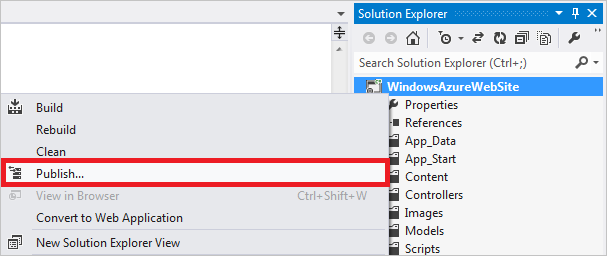 Solution Explorer
Search Solution Explorer (Ctrl+;)
WindowsAzureWebSite
Properties
References
App_Data
App_Start
Content
Controllers
Images
Models
Scripts
Build
Rebuild
Clean
Publish...
View in Browser Ctrl+Shift+W
Convert to Web Application
New Solution Explorer View